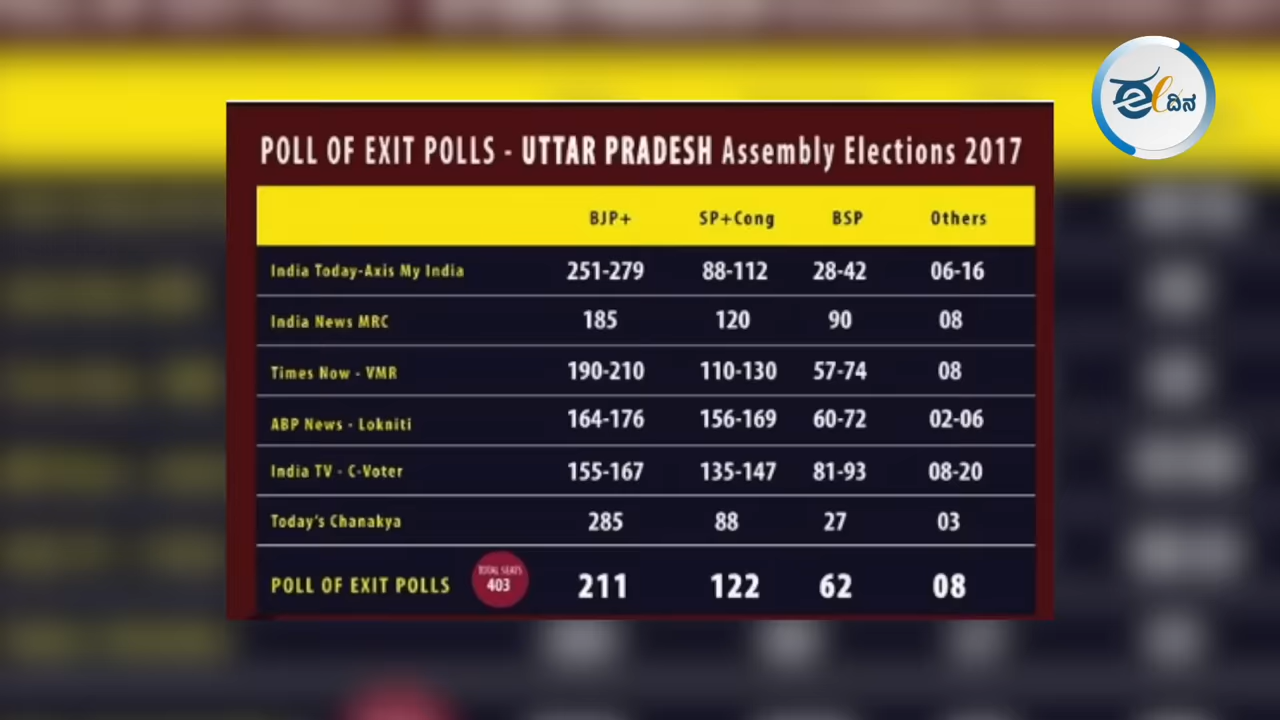 ಈ ದಿನ
POLL OF EXIT POLLS - UTTAR PRADESH Assembly Elections 2017
BJP+ SP+Cong BSP Others
India Today-Axis My India 251-279 88-112 28-42 06-16
India News MRC 185 120 90 08
Times Now - VMR 190-210 110-130 57-74 08
ABP News - Lokniti 164-176 156-169 60-72 02-06
India TV - C-Voter 155-167 135-147 81-93 08-20
Today's Chanakya 285 88 27 03
POLL OF EXIT POLLS TOTAL SEATS 403 211 122 62 08